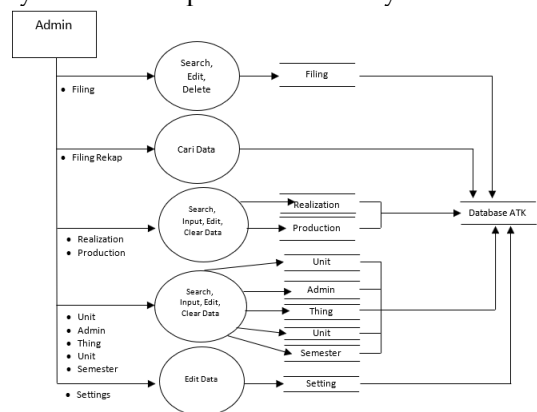 Admin
Search,
Edit,
Delete
Filing
• Filing
Cari Data
• Filing Rekap
Search,
Input, Edit,
Clear Data
Realization
Production
Database ATK
• Realization
• Production
Search,
Input, Edit,
Clear Data
Unit
Admin
Thing
Unit
Semester
• Unit
• Admin
• Thing
• Unit
• Semester
Edit Data
Setting
• Settings